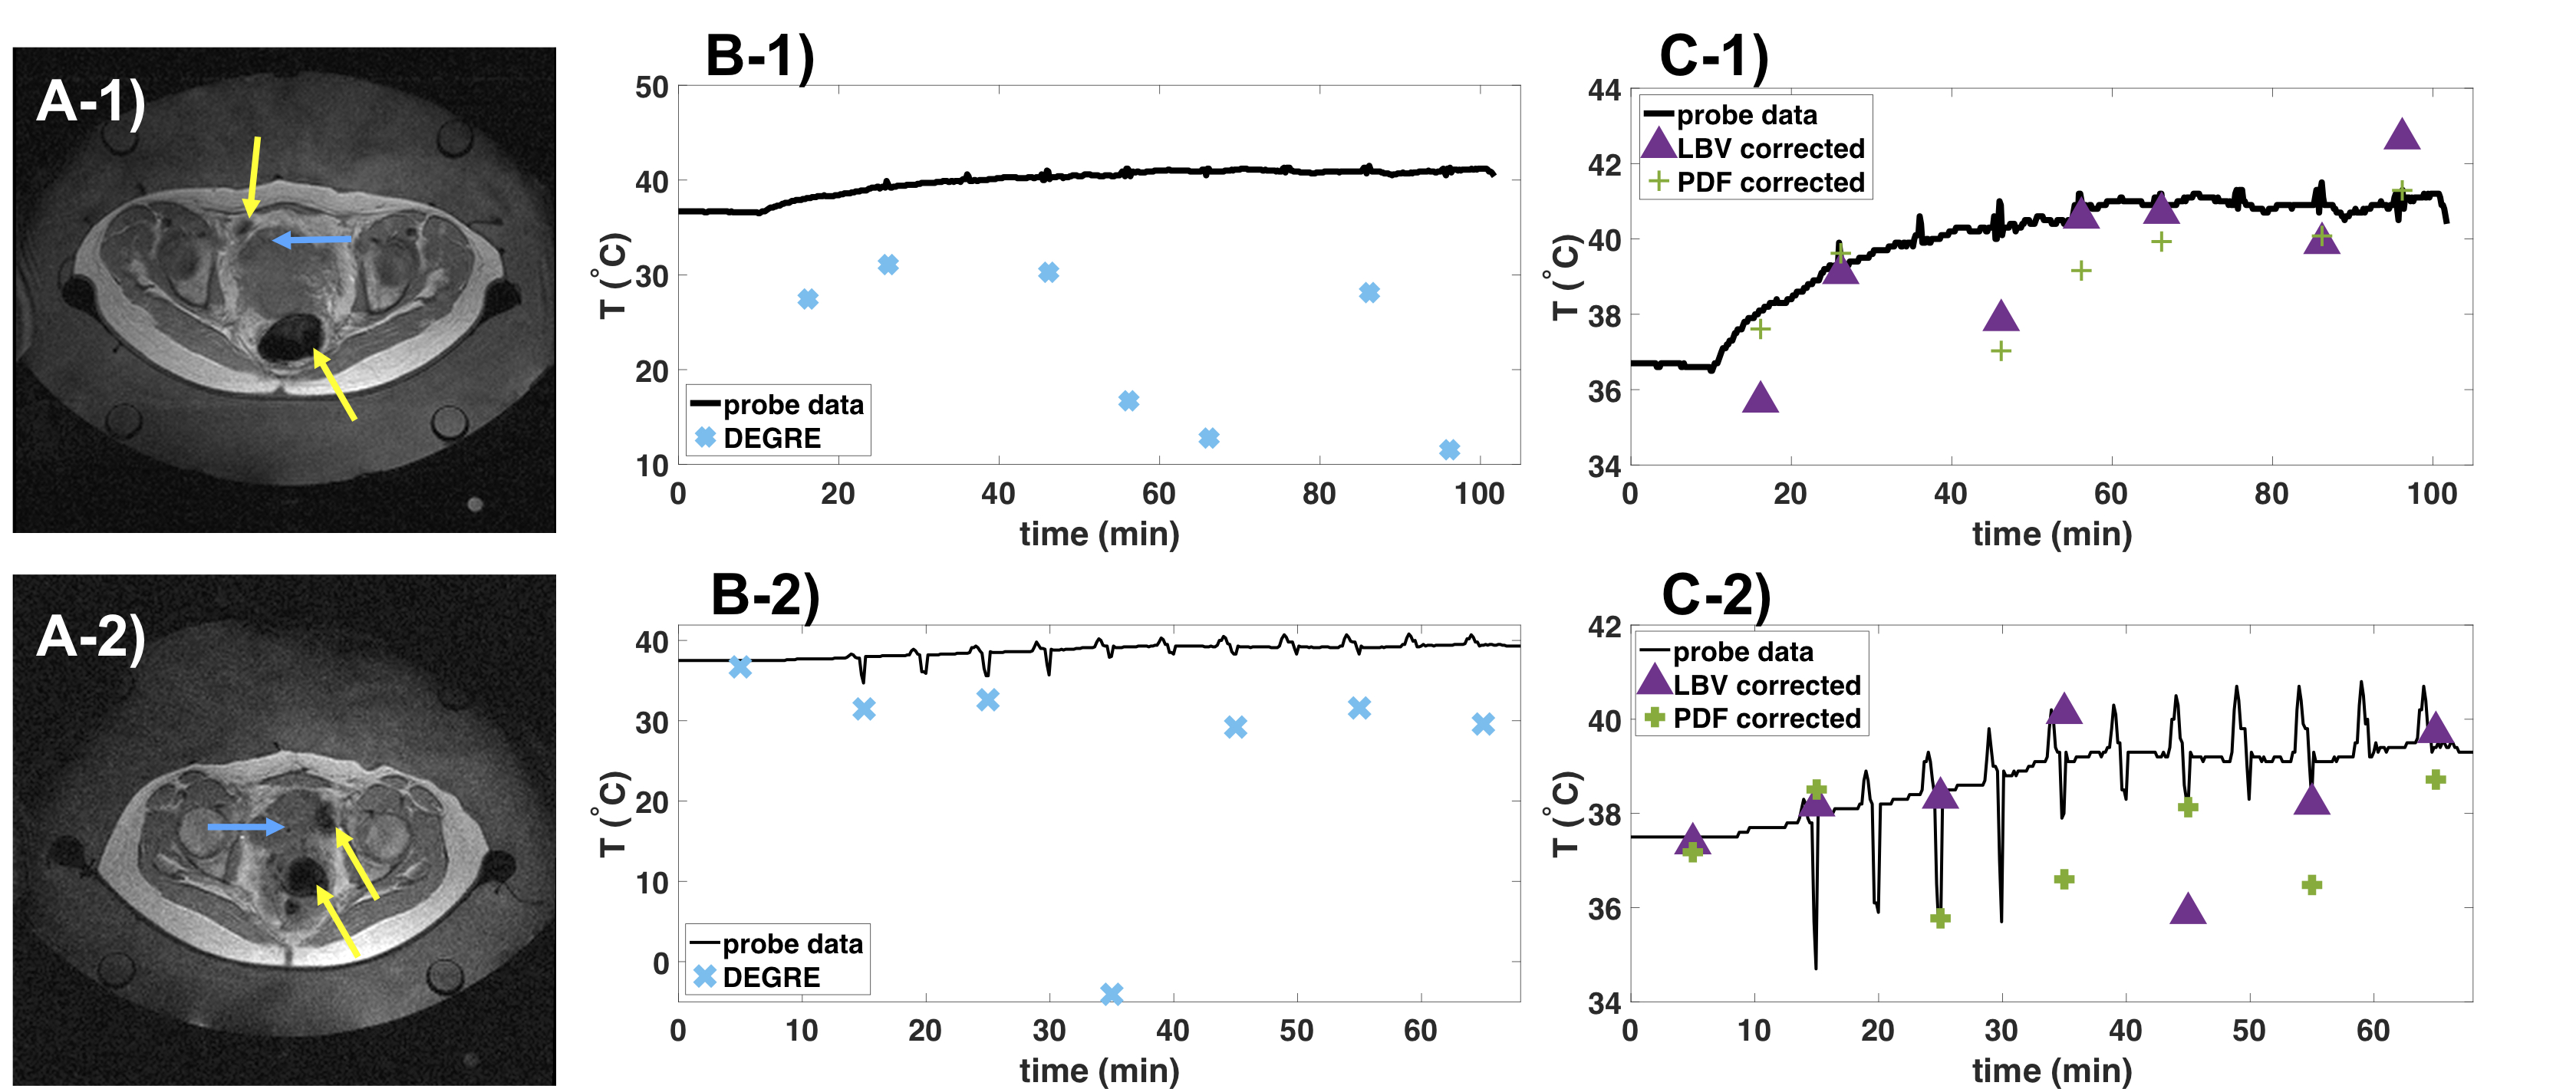 A-1)
B-1)
50
40
30
20
10
T (°C)
probe data
DEGRE
0 20 40 60 80 100
time (min)
C-1)
44
42
40
38
36
34
T (°C)
probe data
LBV corrected
PDF corrected
0 20 40 60 80 100
time (min)
A-2)
B-2)
40
30
20
10
0
T (°C)
probe data
DEGRE
0 10 20 30 40 50 60
time (min)
C-2)
42
40
38
36
34
T (°C)
probe data
LBV corrected
PDF corrected
0 10 20 30 40 50 60
time (min)